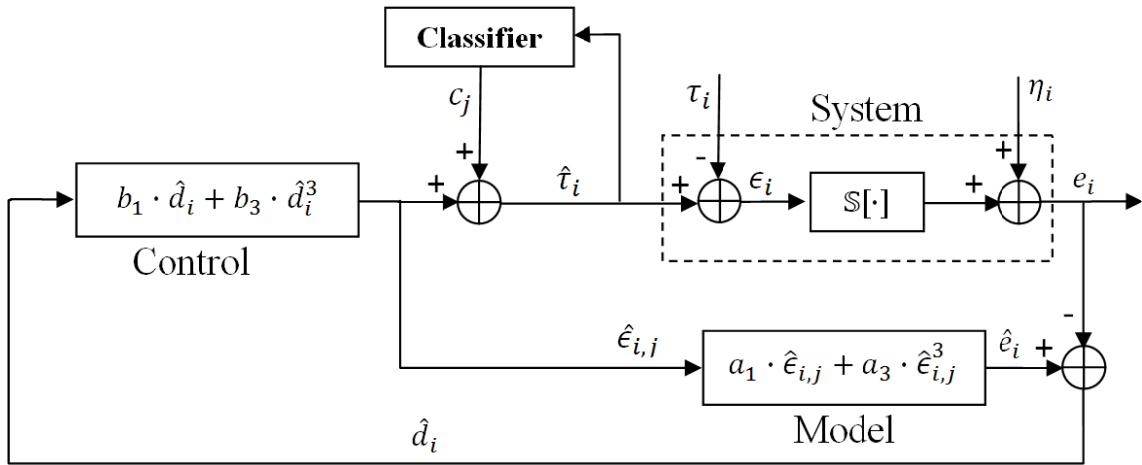 Classifier
c_j
τ_i
η_i
System
+
+
-
+
τ̂_i
+
ϵ_i
+
e_i
b_1 · d̂_i + b_3 · d̂_i^3
𝕊[·]
Control
-
ϵ̂_{i,j}
a_1 · ϵ̂_{i,j} + a_3 · ϵ̂_{i,j}^3
ê_i
+
Model
d̂_i